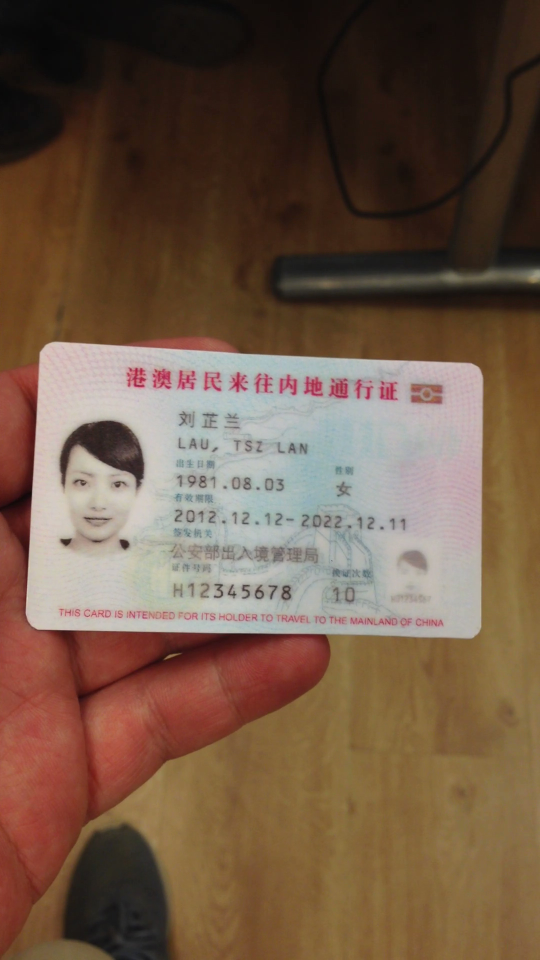 港澳居民来往内地通行证
刘芷兰
LAU, TSZ LAN
出生日期 性别
1981.08.03 女
有效期限
2012.12.12-2022.12.11
签发机关
公安部出入境管理局
证件号码 换证次数
H12345678 10
THIS CARD IS INTENDED FOR ITS HOLDER TO TRAVEL TO THE MAINLAND OF CHINA